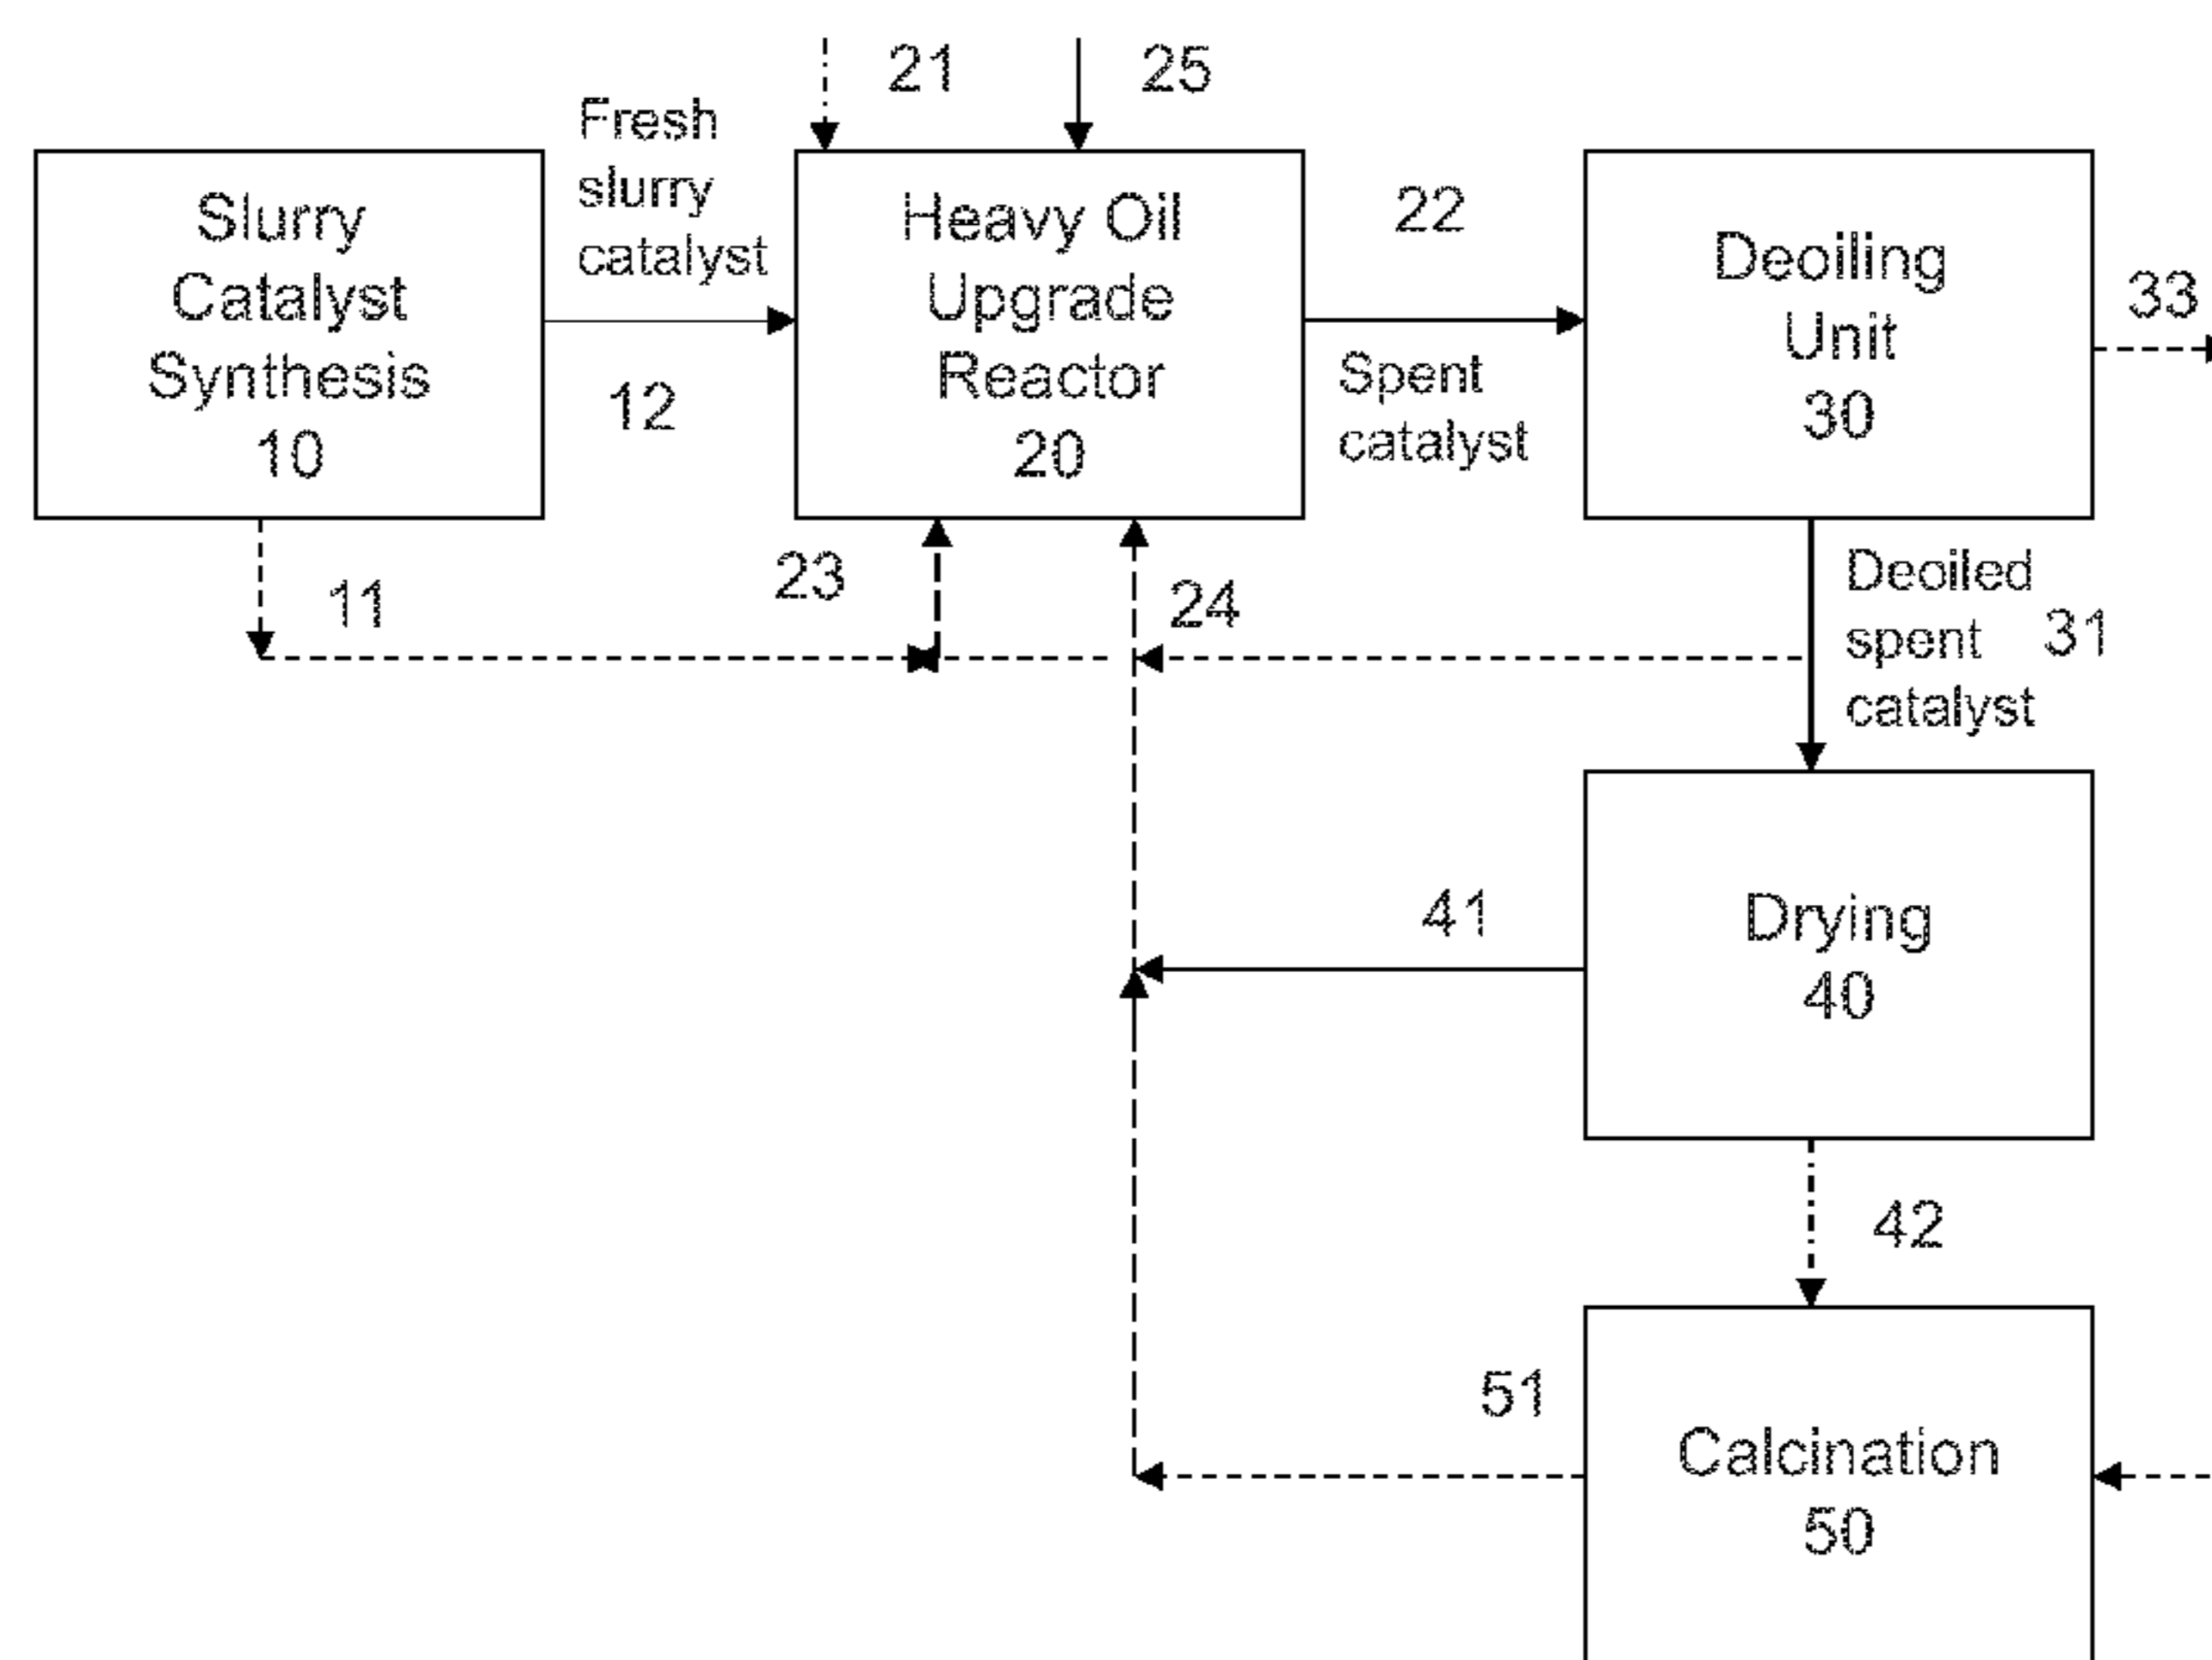 21
25
Fresh
slurry
catalyst
Slurry
Catalyst
Synthesis
10
12
Heavy Oil
Upgrade
Reactor
20
22
Spent
catalyst
Deoiling
Unit
30
33
11
23
24
Deoiled
spent
catalyst
31
41
Drying
40
42
51
Calcination
50